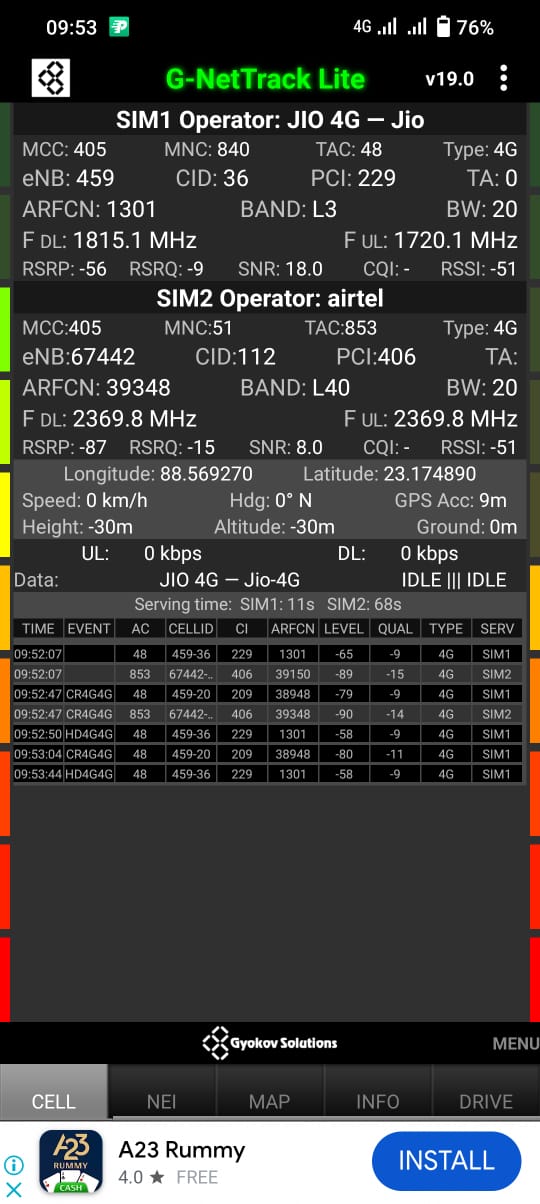 09:53 4G 76%
G-NetTrack Lite v19.0
SIM1 Operator: JIO 4G — Jio
MCC: 405 MNC: 840 TAC: 48 Type: 4G
eNB: 459 CID: 36 PCI: 229 TA: 0
ARFCN: 1301 BAND: L3 BW: 20
F DL: 1815.1 MHz F UL: 1720.1 MHz
RSRP: -56 RSRQ: -9 SNR: 18.0 CQI: - RSSI: -51
SIM2 Operator: airtel
MCC:405 MNC:51 TAC:853 Type: 4G
eNB:67442 CID:112 PCI:406 TA:
ARFCN: 39348 BAND: L40 BW: 20
F DL: 2369.8 MHz F UL: 2369.8 MHz
RSRP: -87 RSRQ: -15 SNR: 8.0 CQI: - RSSI: -51
Longitude: 88.569270 Latitude: 23.174890
Speed: 0 km/h Hdg: 0° N GPS Acc: 9m
Height: -30m Altitude: -30m Ground: 0m
UL: 0 kbps DL: 0 kbps
Data: JIO 4G — Jio-4G IDLE ||| IDLE
Serving time: SIM1: 11s SIM2: 68s
TIME EVENT AC CELLID CI ARFCN LEVEL QUAL TYPE SERV
09:52:07 48 459-36 229 1301 -65 -9 4G SIM1
09:52:07 853 67442-.. 406 39150 -89 -15 4G SIM2
09:52:47 CR4G4G 48 459-20 209 38948 -79 -9 4G SIM1
09:52:47 CR4G4G 853 67442-.. 406 39348 -90 -14 4G SIM2
09:52:50 HD4G4G 48 459-36 229 1301 -58 -9 4G SIM1
09:53:04 CR4G4G 48 459-20 209 38948 -80 -11 4G SIM1
09:53:44 HD4G4G 48 459-36 229 1301 -58 -9 4G SIM1
Gyokov Solutions MENU
CELL NEI MAP INFO DRIVE
A23 RUMMY CASH
A23 Rummy
4.0 ★ FREE
INSTALL